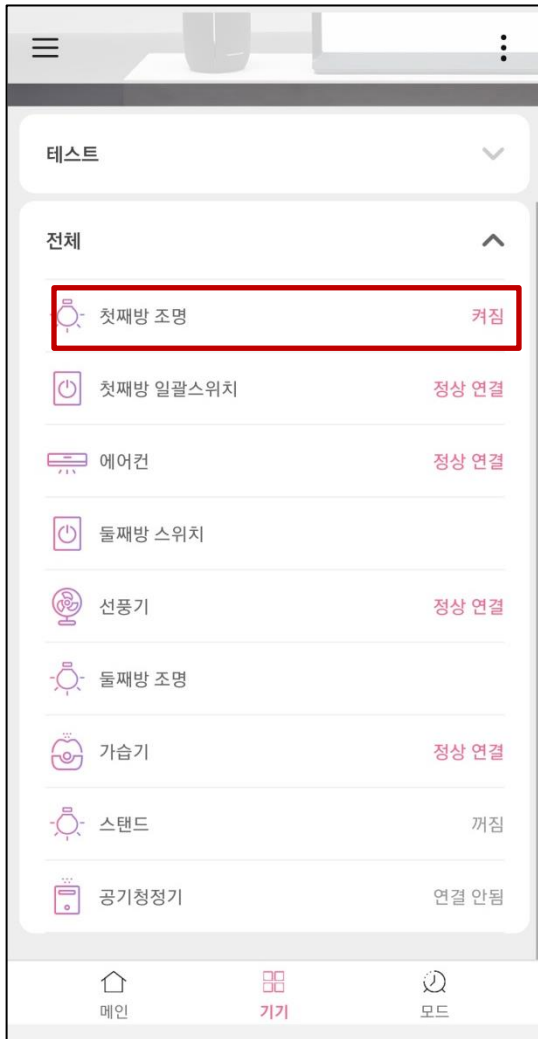 테스트
전체
첫째방 조명 켜짐
첫째방 일괄스위치 정상 연결
에어컨 정상 연결
둘째방 스위치
선풍기 정상 연결
둘째방 조명
가습기 정상 연결
스탠드 꺼짐
공기청정기 연결 안됨
메인 기기 모드